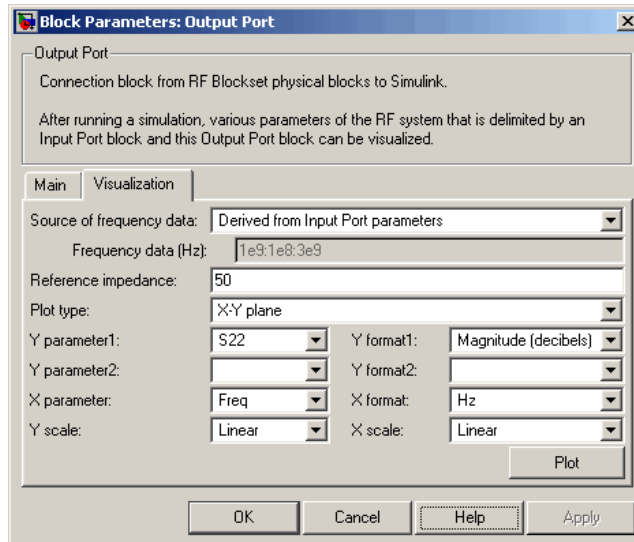 Block Parameters: Output Port
Output Port
Connection block from RF Blockset physical blocks to Simulink.
After running a simulation, various parameters of the RF system that is delimited by an
Input Port block and this Output Port block can be visualized.
Main Visualization
Source of frequency data: Derived from Input Port parameters
Frequency data (Hz): 1e9:1e8:3e9
Reference impedance: 50
Plot type: X-Y plane
Y parameter1: S22 Y format1: Magnitude (decibels)
Y parameter2: Y format2:
X parameter: Freq X format: Hz
Y scale: Linear X scale: Linear
Plot
OK Cancel Help Apply